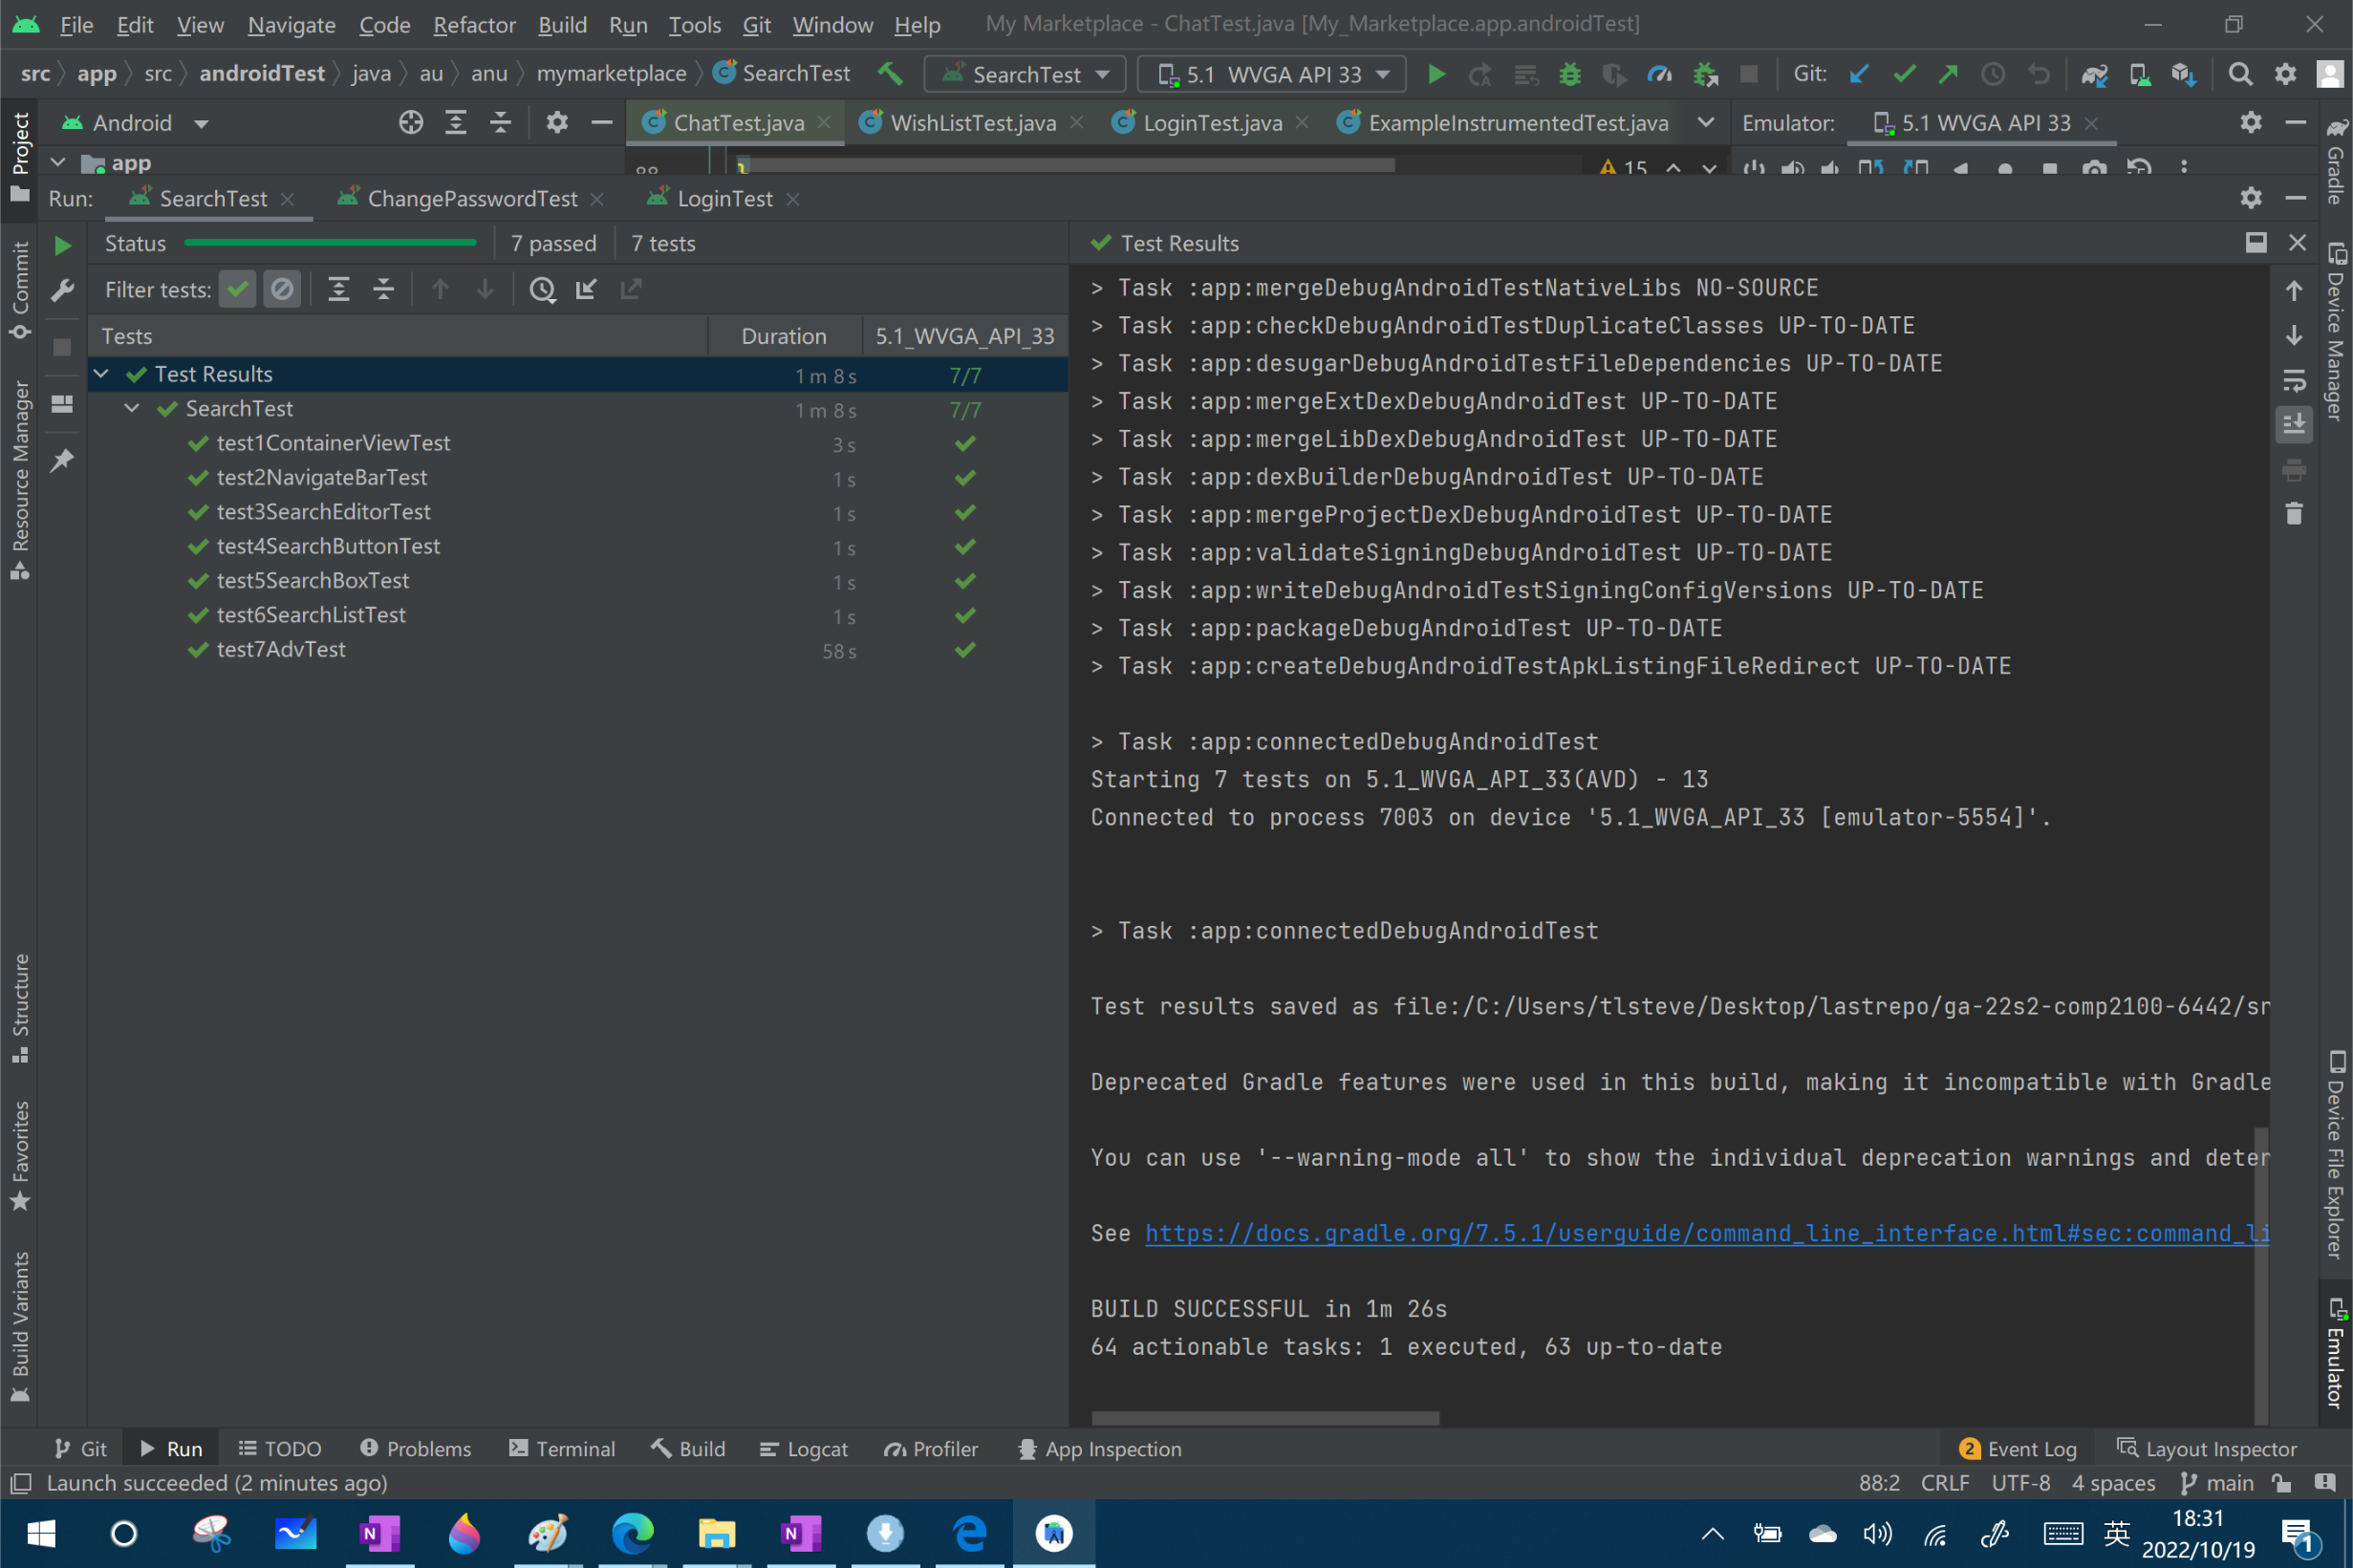 File Edit View Navigate Code Refactor Build Run Tools Git Window Help My Marketplace - ChatTest.java [My_Marketplace.app.androidTest]
src app src androidTest java au anu mymarketplace SearchTest SearchTest 5.1 WVGA API 33 Git:
Android ChatTest.java WishListTest.java LoginTest.java ExampleInstrumentedTest.java Emulator: 5.1 WVGA API 33
app 15
Run: SearchTest ChangePasswordTest LoginTest
Status 7 passed 7 tests Test Results
Filter tests:
Tests Duration 5.1_WVGA_API_33
Test Results 1 m 8 s 7/7
SearchTest 1 m 8 s 7/7
test1ContainerViewTest 3 s
test2NavigateBarTest 1 s
test3SearchEditorTest 1 s
test4SearchButtonTest 1 s
test5SearchBoxTest 1 s
test6SearchListTest 1 s
test7AdvTest 58 s
> Task :app:mergeDebugAndroidTestNativeLibs NO-SOURCE
> Task :app:checkDebugAndroidTestDuplicateClasses UP-TO-DATE
> Task :app:desugarDebugAndroidTestFileDependencies UP-TO-DATE
> Task :app:mergeExtDexDebugAndroidTest UP-TO-DATE
> Task :app:mergeLibDexDebugAndroidTest UP-TO-DATE
> Task :app:dexBuilderDebugAndroidTest UP-TO-DATE
> Task :app:mergeProjectDexDebugAndroidTest UP-TO-DATE
> Task :app:validateSigningDebugAndroidTest UP-TO-DATE
> Task :app:writeDebugAndroidTestSigningConfigVersions UP-TO-DATE
> Task :app:packageDebugAndroidTest UP-TO-DATE
> Task :app:createDebugAndroidTestApkListingFileRedirect UP-TO-DATE
> Task :app:connectedDebugAndroidTest
Starting 7 tests on 5.1_WVGA_API_33(AVD) - 13
Connected to process 7003 on device '5.1_WVGA_API_33 [emulator-5554]'.
> Task :app:connectedDebugAndroidTest
Test results saved as file:/C:/Users/tlsteve/Desktop/lastrepo/ga-22s2-comp2100-6442/sr
Deprecated Gradle features were used in this build, making it incompatible with Gradle
You can use '--warning-mode all' to show the individual deprecation warnings and deter
See https://docs.gradle.org/7.5.1/userguide/command_line_interface.html#sec:command_li
BUILD SUCCESSFUL in 1m 26s
64 actionable tasks: 1 executed, 63 up-to-date
Project
Commit
Resource Manager
Structure
Favorites
Build Variants
Gradle
Device Manager
Device File Explorer
Emulator
Git Run TODO Problems Terminal Build Logcat Profiler App Inspection 2 Event Log Layout Inspector
Launch succeeded (2 minutes ago) 88:2 CRLF UTF-8 4 spaces main
英 18:31
2022/10/19 1